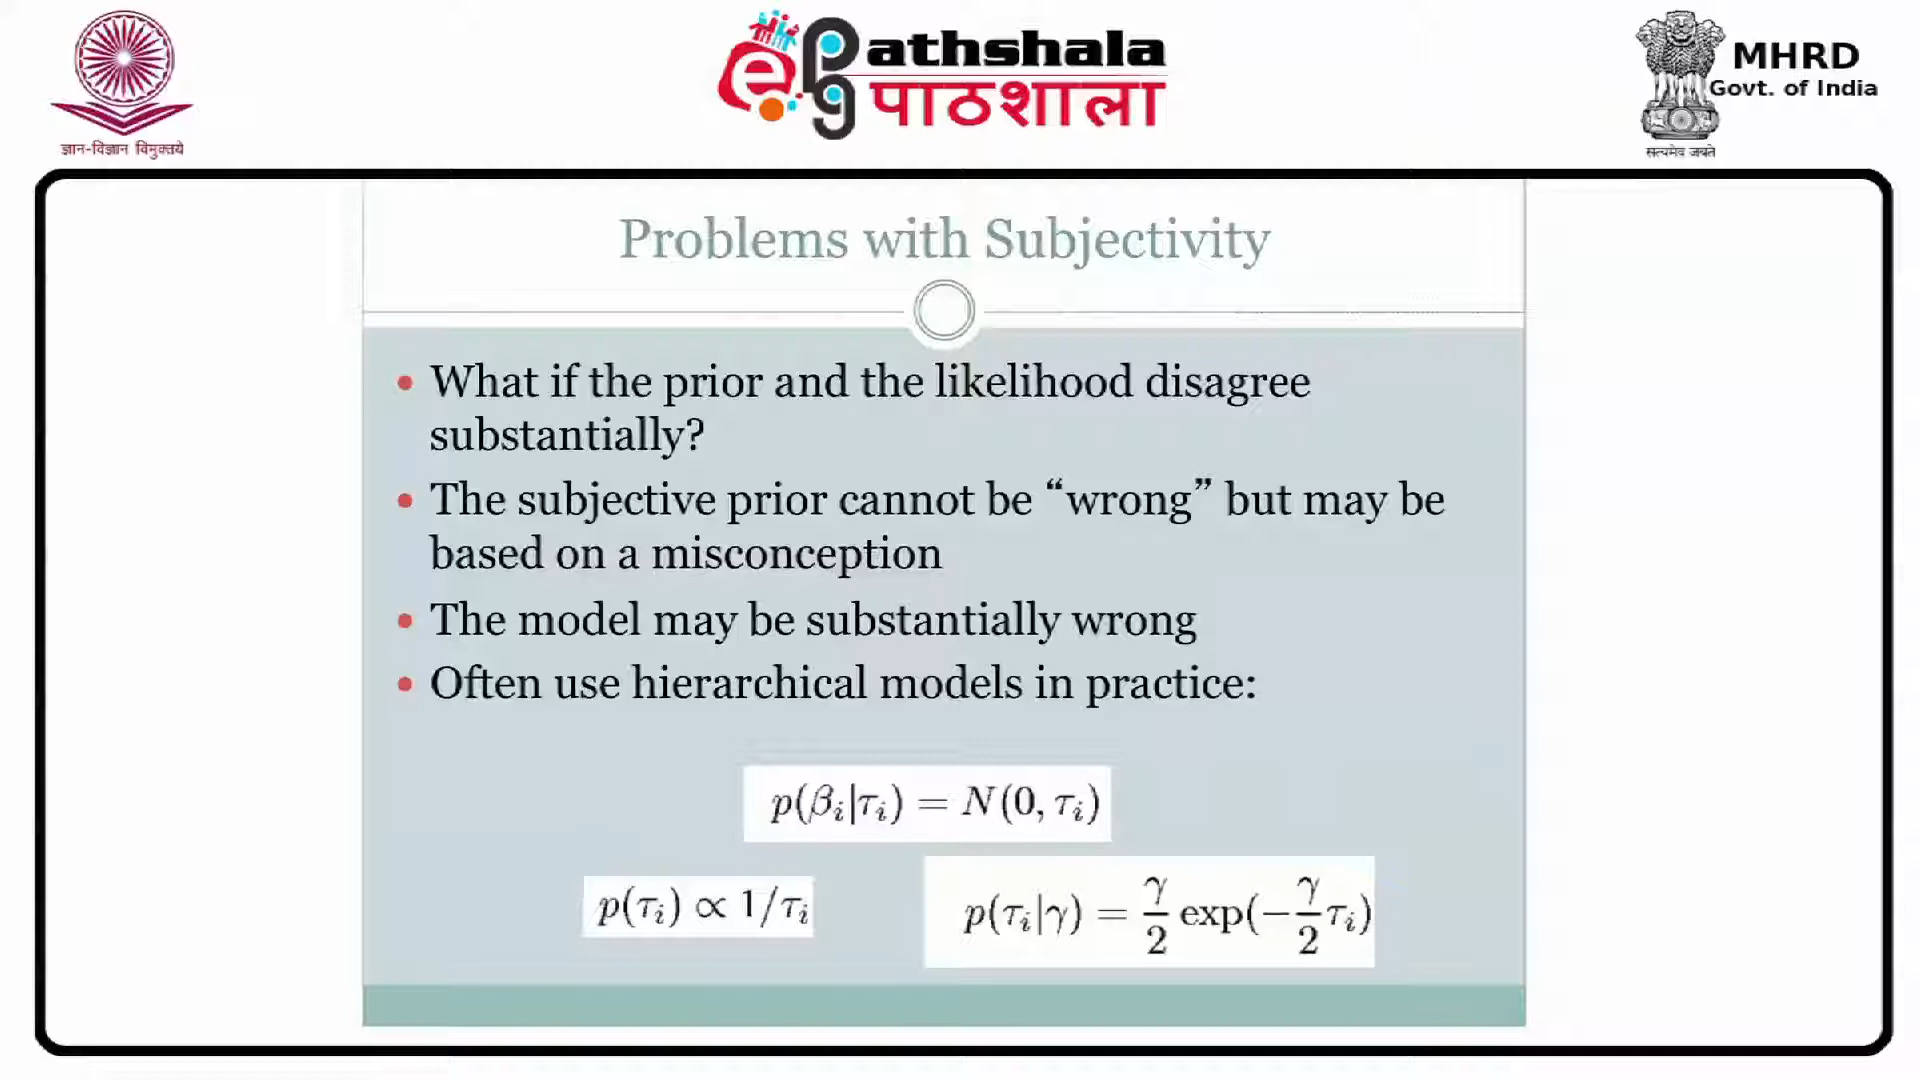 ज्ञान-विज्ञान विमुक्तये
ePG Pathshala
पाठशाला
MHRD
Govt. of India
सत्यमेव जयते
Problems with Subjectivity
• What if the prior and the likelihood disagree
substantially?
• The subjective prior cannot be “wrong” but may be
based on a misconception
• The model may be substantially wrong
• Often use hierarchical models in practice:
p(βᵢ|τᵢ) = N(0, τᵢ)
p(τᵢ) ∝ 1/τᵢ
p(τᵢ|γ) = γ/2 exp(−γ/2 τᵢ)